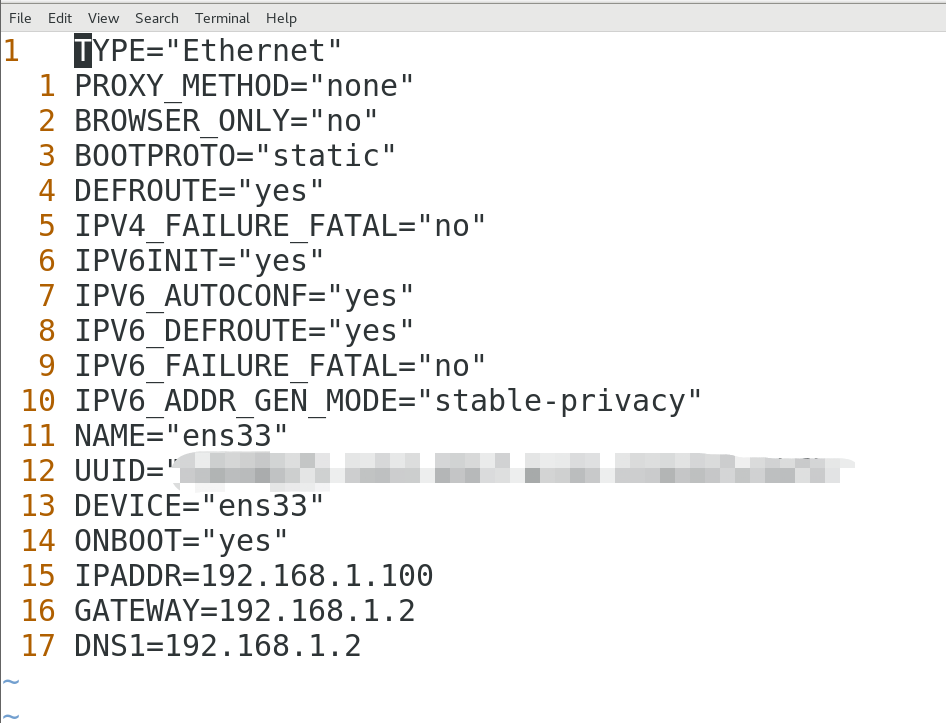 File Edit View Search Terminal Help
1 TYPE="Ethernet"
1 PROXY_METHOD="none"
2 BROWSER_ONLY="no"
3 BOOTPROTO="static"
4 DEFROUTE="yes"
5 IPV4_FAILURE_FATAL="no"
6 IPV6INIT="yes"
7 IPV6_AUTOCONF="yes"
8 IPV6_DEFROUTE="yes"
9 IPV6_FAILURE_FATAL="no"
10 IPV6_ADDR_GEN_MODE="stable-privacy"
11 NAME="ens33"
12 UUID="
13 DEVICE="ens33"
14 ONBOOT="yes"
15 IPADDR=192.168.1.100
16 GATEWAY=192.168.1.2
17 DNS1=192.168.1.2
~
~